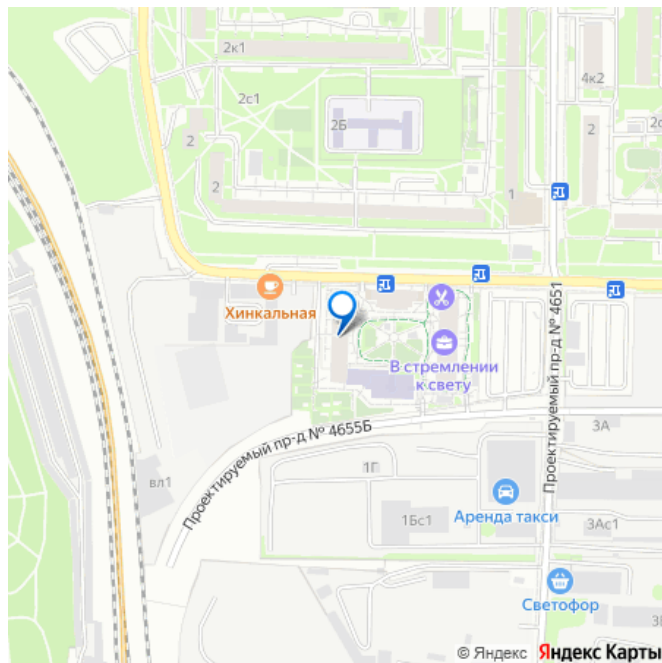 2к1
4к2
2с1
2Б
2
2
2
1
Хинкальная
В стремлении
к свету
Проектируемый пр-д № 4651
Проектируемый пр-д № 4655Б
3А
1Г
вл1
1Бс1
Аренда такси
3Ас1
Светофор
© Яндекс Яндекс Карты